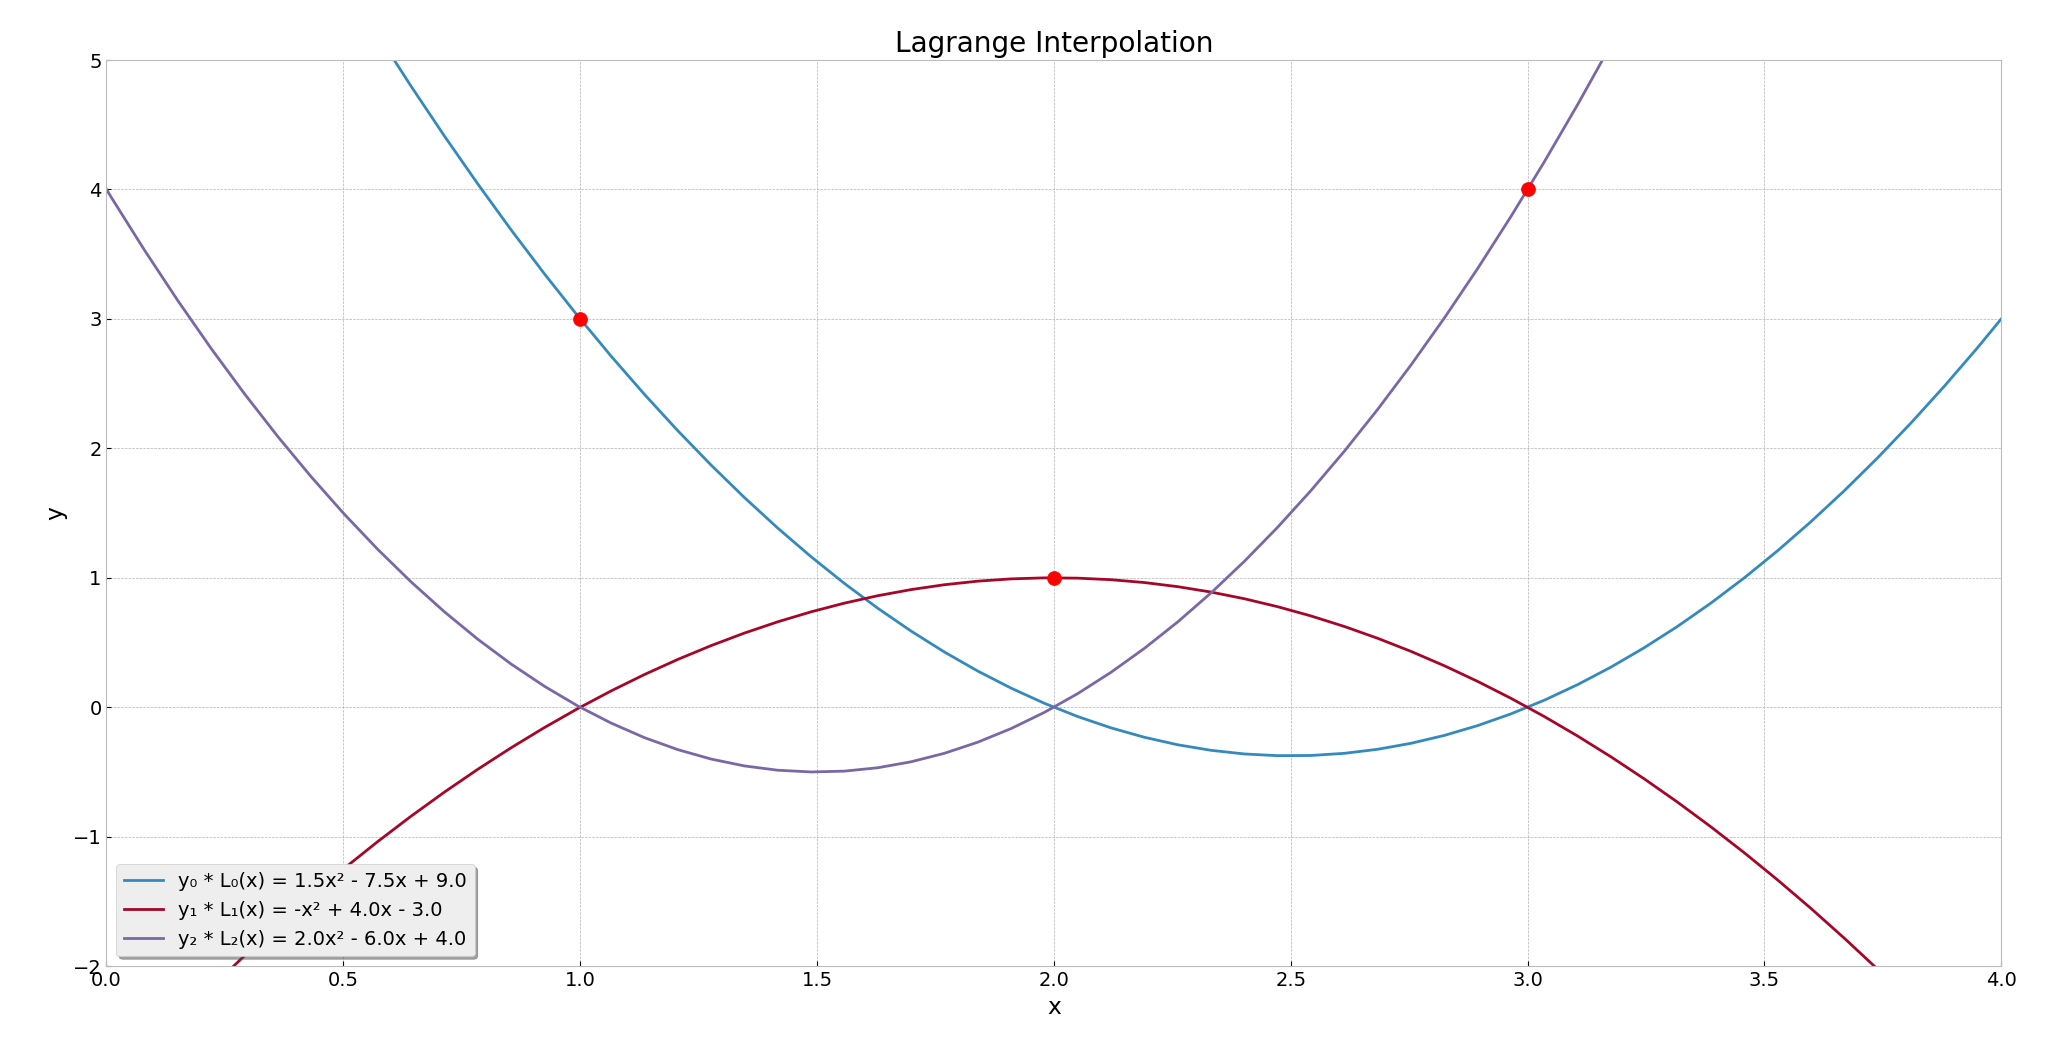 Lagrange Interpolation
5
4
3
2
1
0
−1
−2
y
y₀ * L₀(x) = 1.5x² - 7.5x + 9.0
y₁ * L₁(x) = -x² + 4.0x - 3.0
y₂ * L₂(x) = 2.0x² - 6.0x + 4.0
0.0 0.5 1.0 1.5 2.0 2.5 3.0 3.5 4.0
x